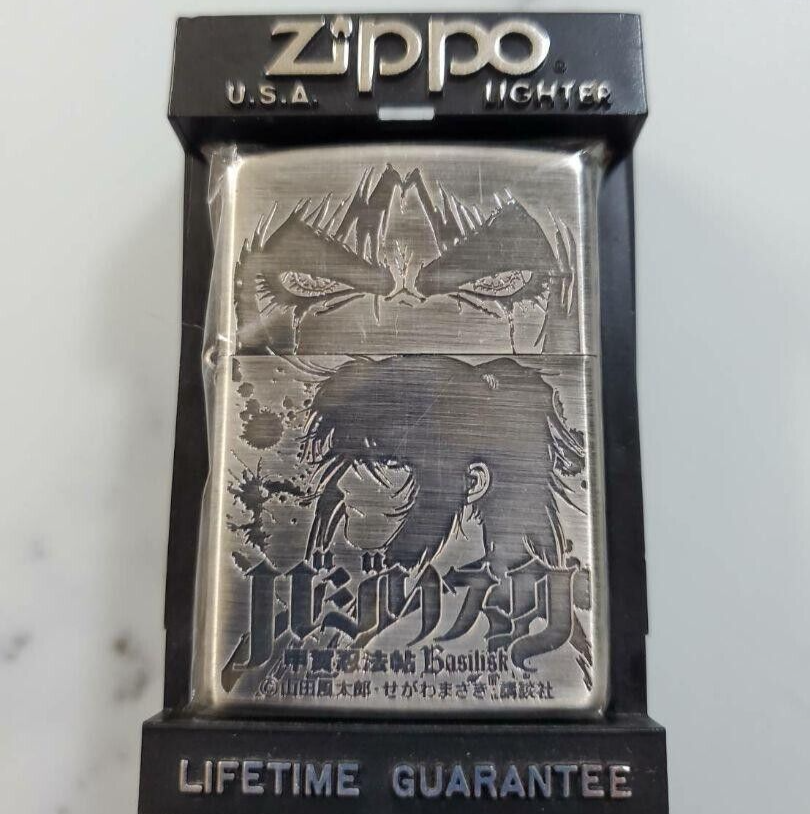 zippo
U.S.A. LIGHTER
バジリスク
甲賀忍法帖 Basilisk
©山田風太郎・せがわまさき・講談社
LIFETIME GUARANTEE